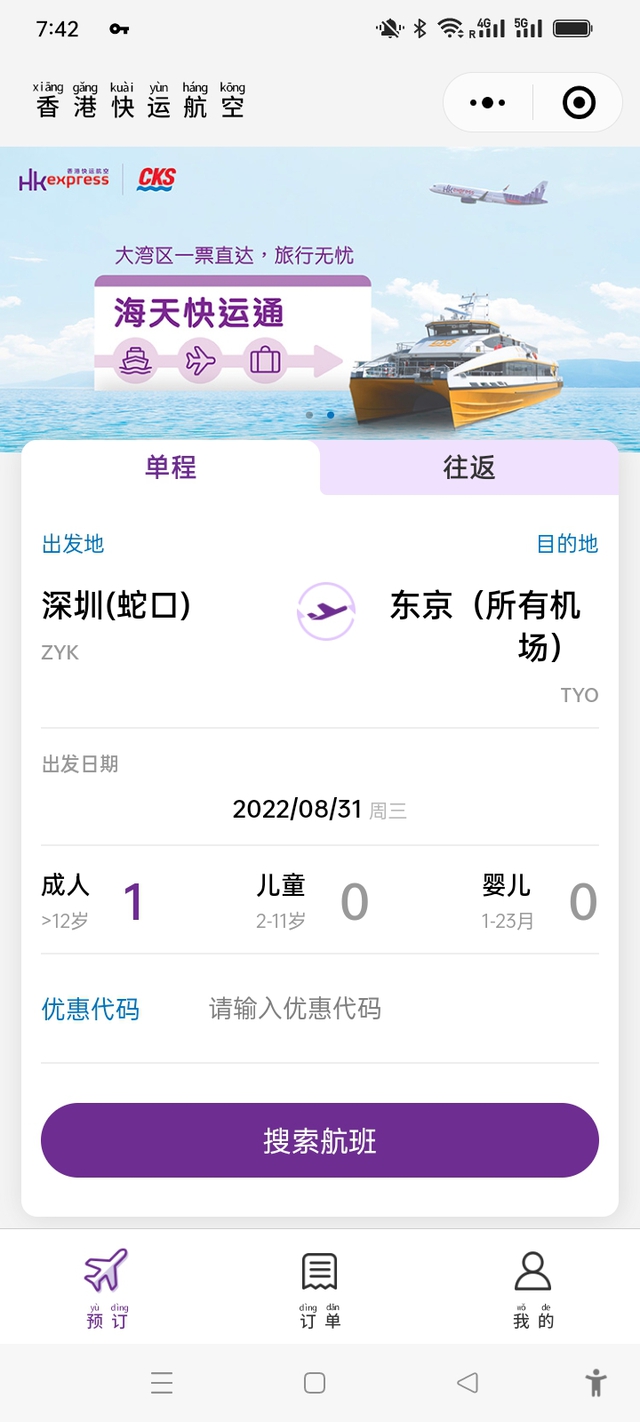 7:42
R 4G 5G
xiāng gǎng kuài yùn háng kōng
香港快运航空
香港快运航空
HK express
CKS
HK express
大湾区一票直达，旅行无忧
海天快运通
单程
往返
出发地
目的地
深圳(蛇口)
东京（所有机
场）
ZYK
TYO
出发日期
2022/08/31 周三
成人
>12岁
1
儿童
2-11岁
0
婴儿
1-23月
0
优惠代码
请输入优惠代码
搜索航班
yù dìng
预订
dìng dān
订单
wǒ de
我的